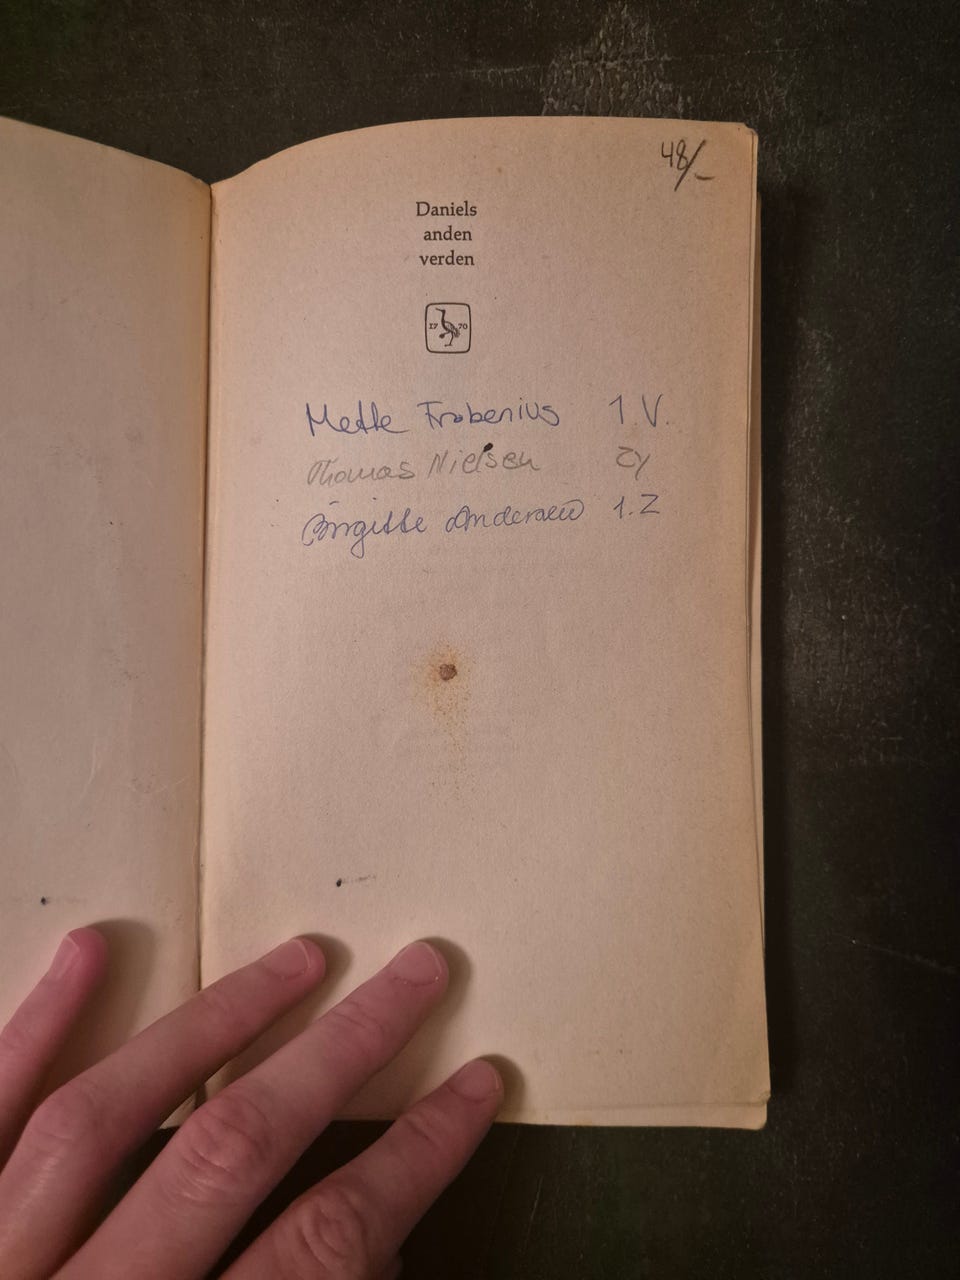 48/-
Daniels
anden
verden
17 70
Mette Frobenius 1.V.
Thomas Nielsen 2y
Birgitte Andersen 1.Z